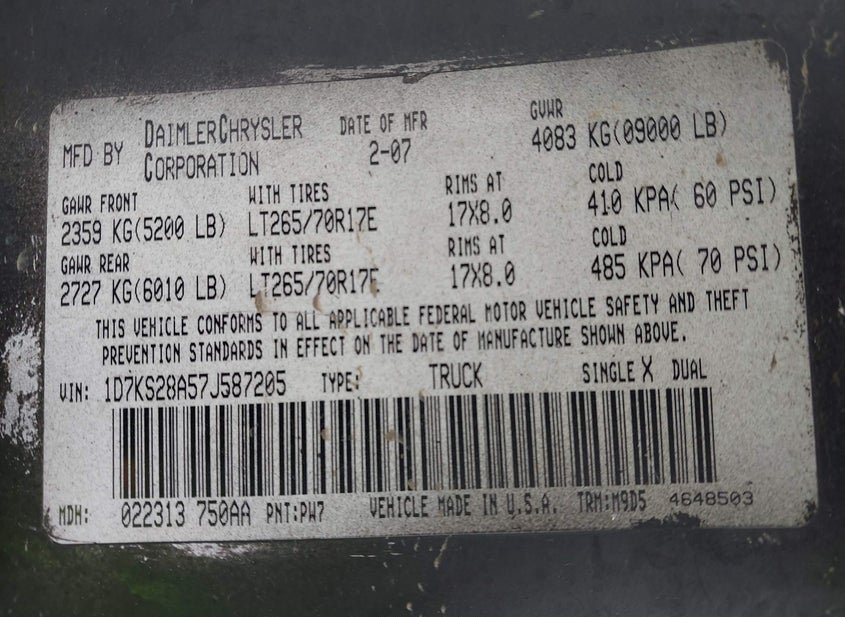 MFD BY DAIMLERCHRYSLER CORPORATION DATE OF MFR 2-07 GVWR 4083 KG(09000 LB)
GAWR FRONT WITH TIRES RIMS AT COLD
2359 KG(5200 LB) LT265/70R17E 17X8.0 410 KPA( 60 PSI)
GAWR REAR WITH TIRES RIMS AT COLD
2727 KG(6010 LB) LT265/70R17E 17X8.0 485 KPA( 70 PSI)
THIS VEHICLE CONFORMS TO ALL APPLICABLE FEDERAL MOTOR VEHICLE SAFETY AND THEFT
PREVENTION STANDARDS IN EFFECT ON THE DATE OF MANUFACTURE SHOWN ABOVE.
VIN: 1D7KS28A57J587205 TYPE: TRUCK SINGLE X DUAL
MDH: 022313 750AA PNT:PW7 VEHICLE MADE IN U.S.A. TRM:M9D5 4648503